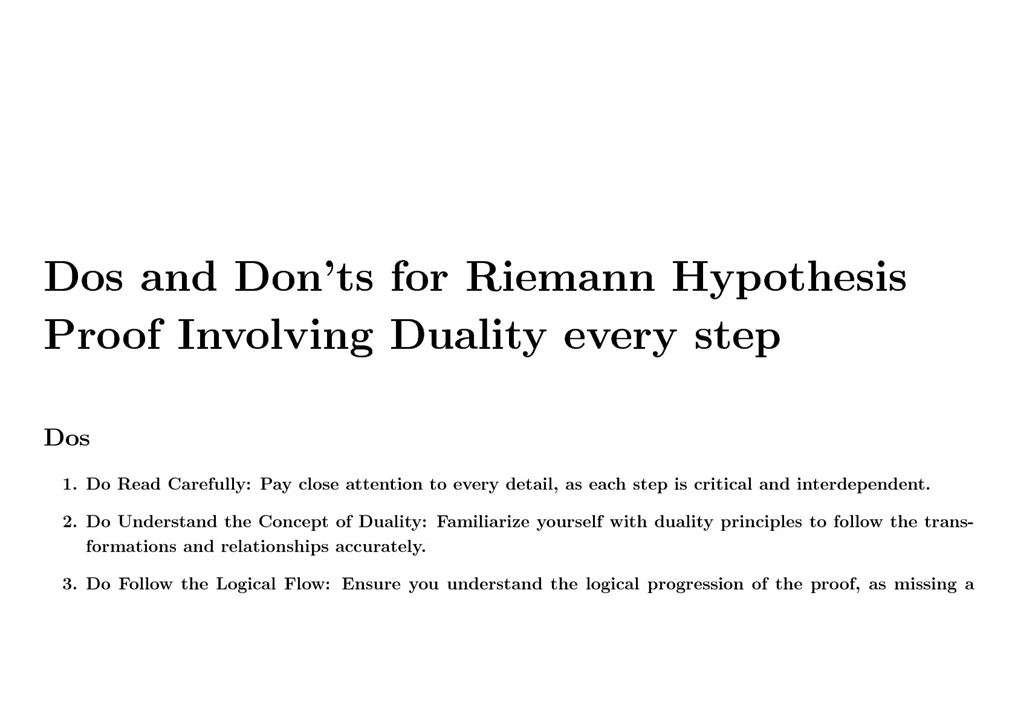 Dos and Don'ts for Riemann Hypothesis
Proof Involving Duality every step
Dos
1. Do Read Carefully: Pay close attention to every detail, as each step is critical and interdependent.
2. Do Understand the Concept of Duality: Familiarize yourself with duality principles to follow the trans-
formations and relationships accurately.
3. Do Follow the Logical Flow: Ensure you understand the logical progression of the proof, as missing a